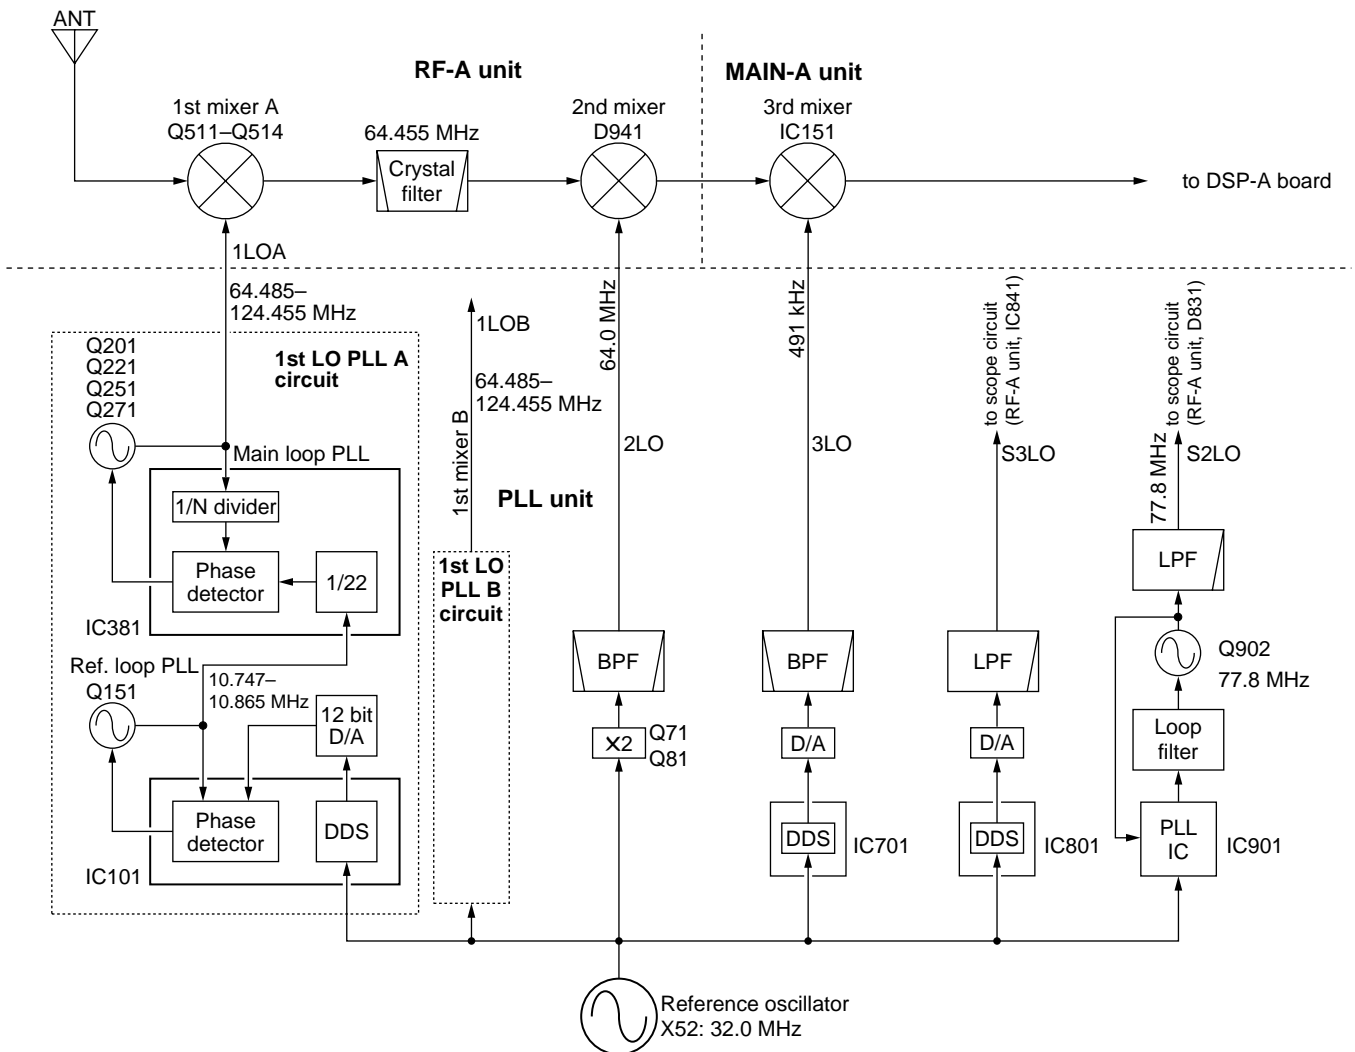 ANT
RF-A unit
MAIN-A unit
1st mixer A
Q511–Q514
64.455 MHz
Crystal
filter
2nd mixer
D941
3rd mixer
IC151
to DSP-A board
1LOA
64.485–
124.455 MHz
1LOB
64.485–
124.455 MHz
1st mixer B
64.0 MHz
2LO
491 kHz
3LO
to scope circuit
(RF-A unit, IC841)
S3LO
to scope circuit
(RF-A unit, D831)
S2LO
77.8 MHz
Q201
Q221
Q251
Q271
1st LO PLL A
circuit
Main loop PLL
1/N divider
Phase
detector
1/22
IC381
PLL unit
1st LO
PLL B
circuit
Ref. loop PLL
Q151
10.747–
10.865 MHz
12 bit
D/A
Phase
detector
DDS
IC101
BPF
X2
Q71
Q81
BPF
D/A
DDS
IC701
LPF
D/A
DDS
IC801
LPF
Q902
77.8 MHz
Loop
filter
PLL
IC
IC901
Reference oscillator
X52: 32.0 MHz